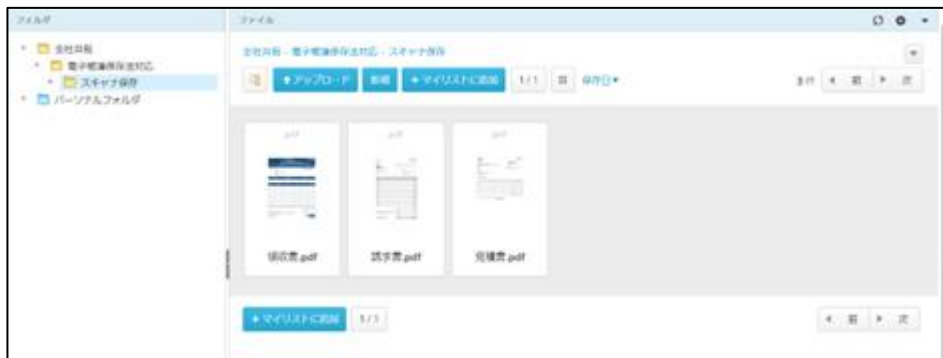 フォルダ
ファイル
全社共有
電子帳簿保存法対応
スキャナ保存
パーソナルフォルダ
全社共有 - 電子帳簿保存法対応 - スキャナ保存
アップロード
新規
+ マイリストに追加
1 / 1
保存日
3 件
前
次
.pdf
.pdf
.pdf
領収書.pdf
請求書.pdf
見積書.pdf
+ マイリストに追加
1 / 1
前
次